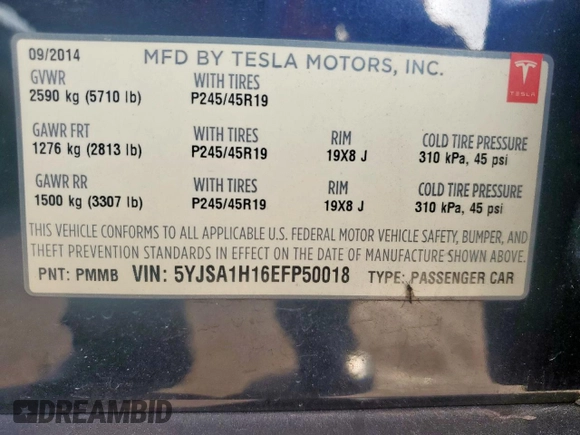 09/2014 MFD BY TESLA MOTORS, INC.
GVWR WITH TIRES
2590 kg (5710 lb) P245/45R19
TESLA
GAWR FRT WITH TIRES RIM COLD TIRE PRESSURE
1276 kg (2813 lb) P245/45R19 19X8 J 310 kPa, 45 psi
GAWR RR WITH TIRES RIM COLD TIRE PRESSURE
1500 kg (3307 lb) P245/45R19 19X8 J 310 kPa, 45 psi
THIS VEHICLE CONFORMS TO ALL APPLICABLE U.S. FEDERAL MOTOR VEHICLE SAFETY, BUMPER, AND
THEFT PREVENTION STANDARDS IN EFFECT ON THE DATE OF MANUFACTURE SHOWN ABOVE.
PNT: PMMB VIN: 5YJSA1H16EFP50018 TYPE: PASSENGER CAR
DREAMBID